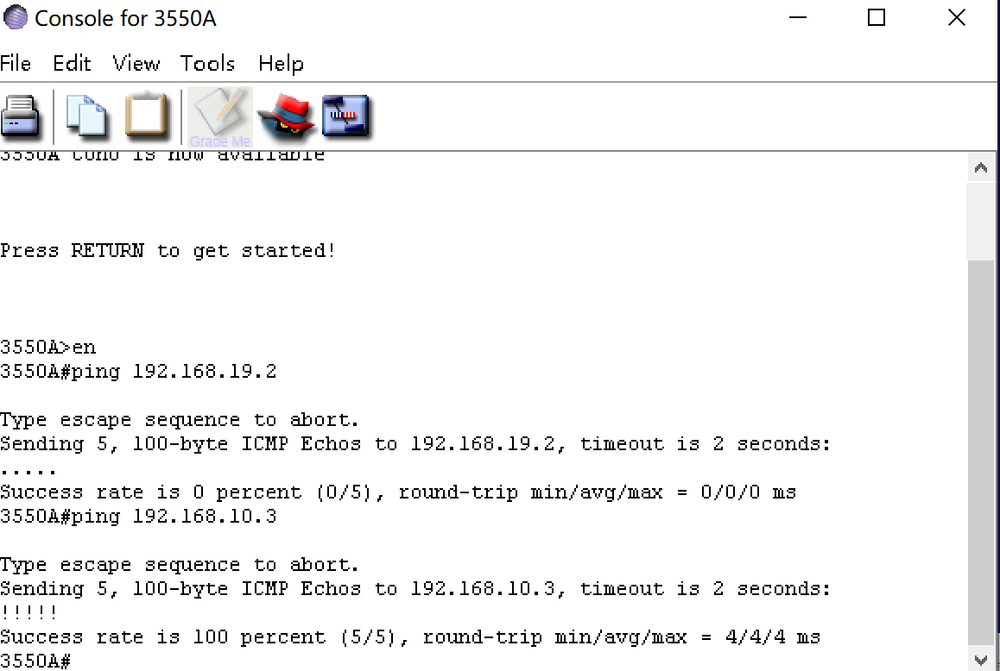 Console for 3550A
File Edit View Tools Help
Grade Me
3550A con0 is now available
Press RETURN to get started!
3550A>en
3550A#ping 192.168.19.2
Type escape sequence to abort.
Sending 5, 100-byte ICMP Echos to 192.168.19.2, timeout is 2 seconds:
.....
Success rate is 0 percent (0/5), round-trip min/avg/max = 0/0/0 ms
3550A#ping 192.168.10.3
Type escape sequence to abort.
Sending 5, 100-byte ICMP Echos to 192.168.10.3, timeout is 2 seconds:
!!!!!
Success rate is 100 percent (5/5), round-trip min/avg/max = 4/4/4 ms
3550A#